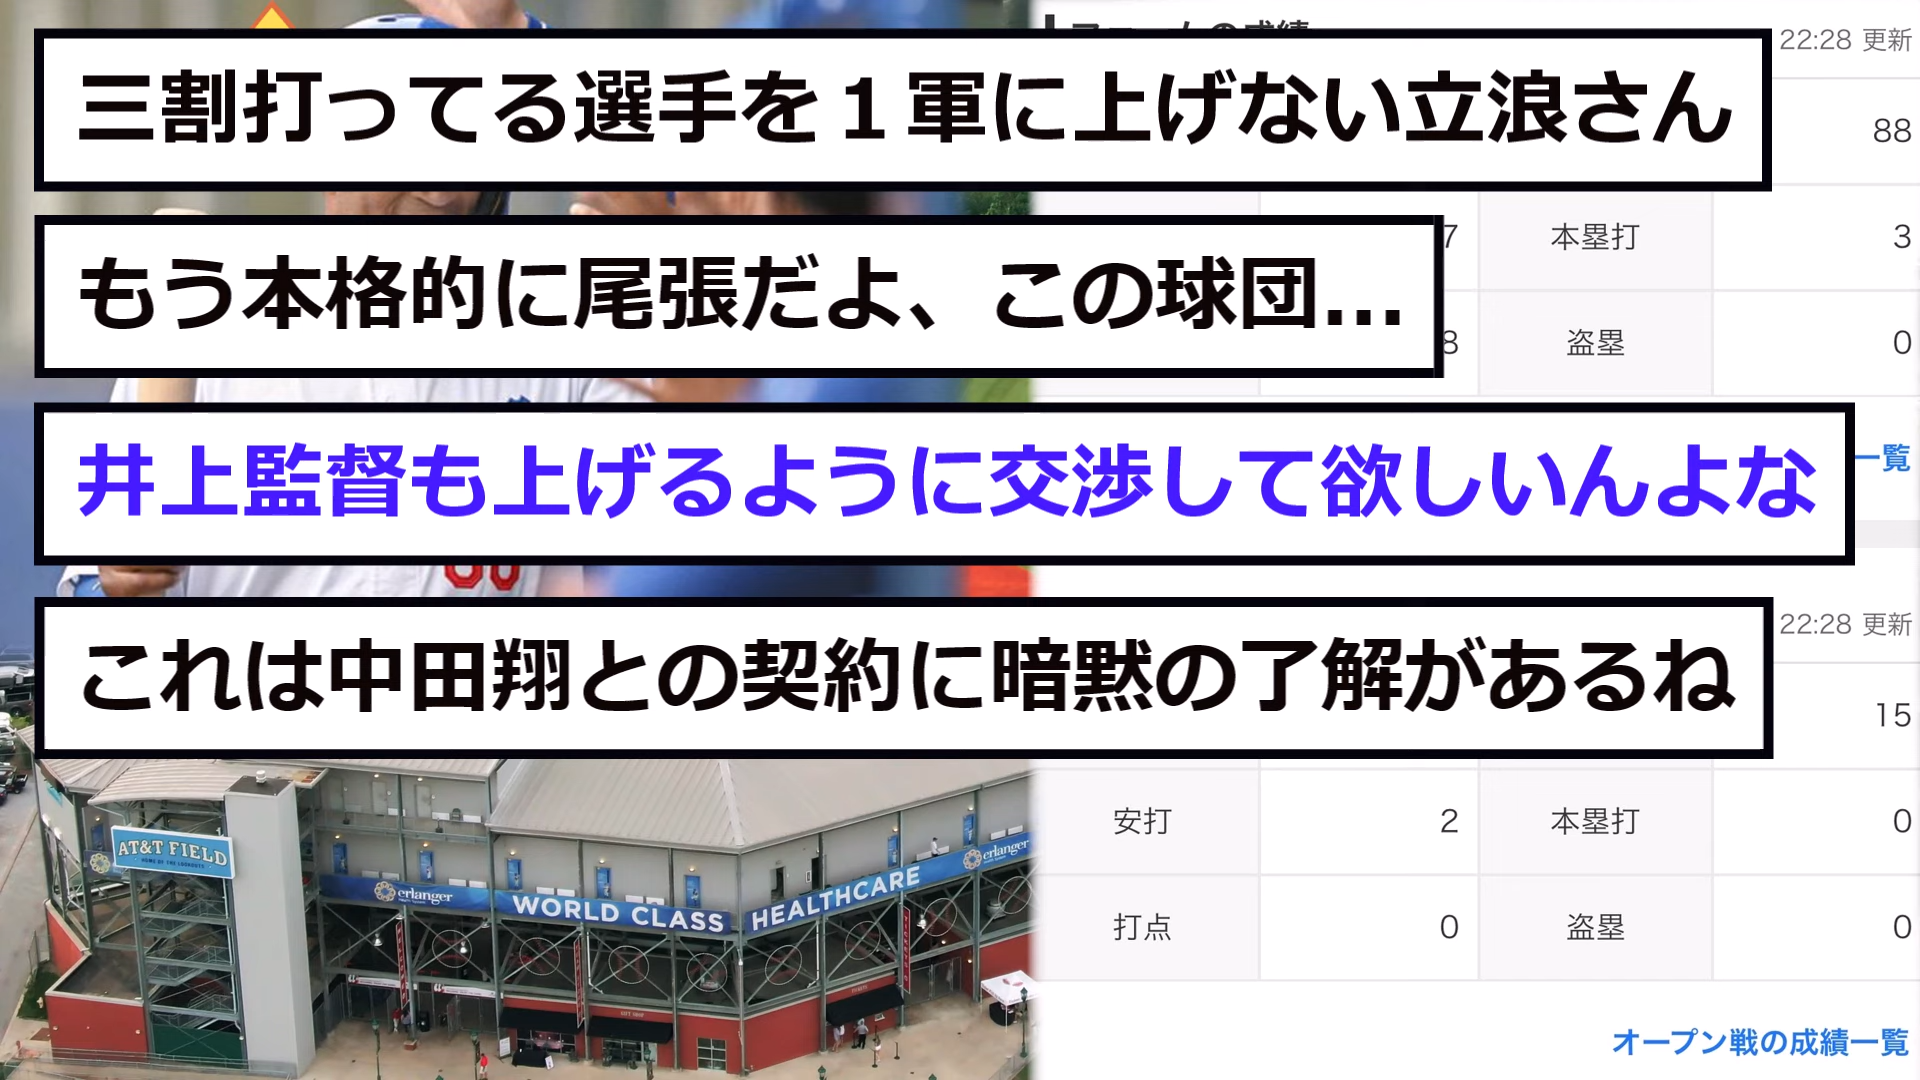 22:28 更新
三割打ってる選手を１軍に上げない立浪さん
88
もう本格的に尾張だよ、この球団…
7 本塁打 3
8 盗塁 0
井上監督も上げるように交渉して欲しいんよな
一覧
これは中田翔との契約に暗黙の了解があるね
22:28 更新
15
安打 2 本塁打 0
打点 0 盗塁 0
オープン戦の成績一覧
AT&T FIELD
HOME OF THE LOOKOUTS
erlanger
WORLD CLASS
HEALTHCARE
erlanger